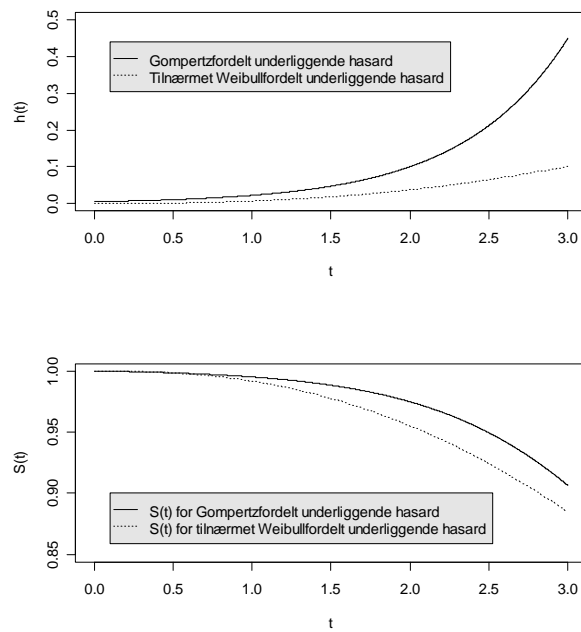 0.5
0.4
0.3
0.2
0.1
0.0
h(t)
Gompertzfordelt underliggende hasard
Tilnærmet Weibullfordelt underliggende hasard
0.0 0.5 1.0 1.5 2.0 2.5 3.0
t
1.00
0.95
0.90
0.85
S(t)
S(t) for Gompertzfordelt underliggende hasard
S(t) for tilnærmet Weibullfordelt underliggende hasard
0.0 0.5 1.0 1.5 2.0 2.5 3.0
t